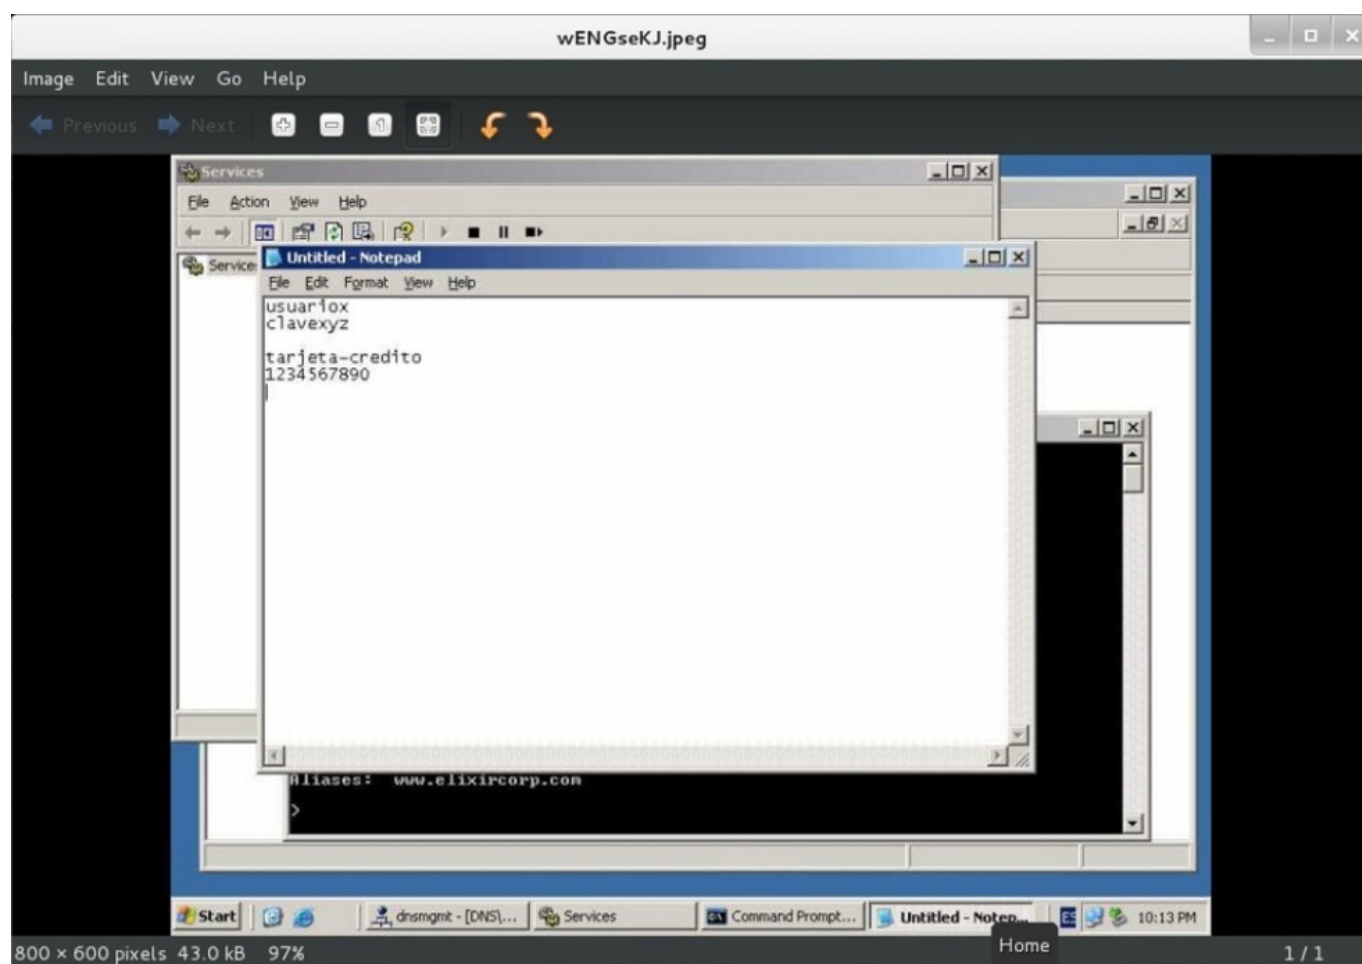 wENGseKJ.jpeg
Image Edit View Go Help
Previous Next
Services
File Action View Help
Services
Untitled - Notepad
File Edit Format View Help
usuariox
clavexyz
tarjeta-credito
1234567890
Aliases: www.elixircorp.com
>
Start dnsmgmt - [DNS\... Services Command Prompt... Untitled - Notep... ES 10:13 PM
Home
800 × 600 pixels 43.0 kB 97% 1 / 1